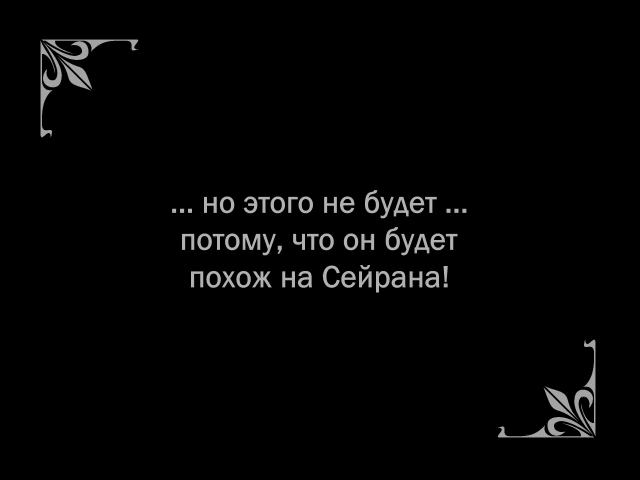 ... но этого не будет ...
потому, что он будет
похож на Сейрана!